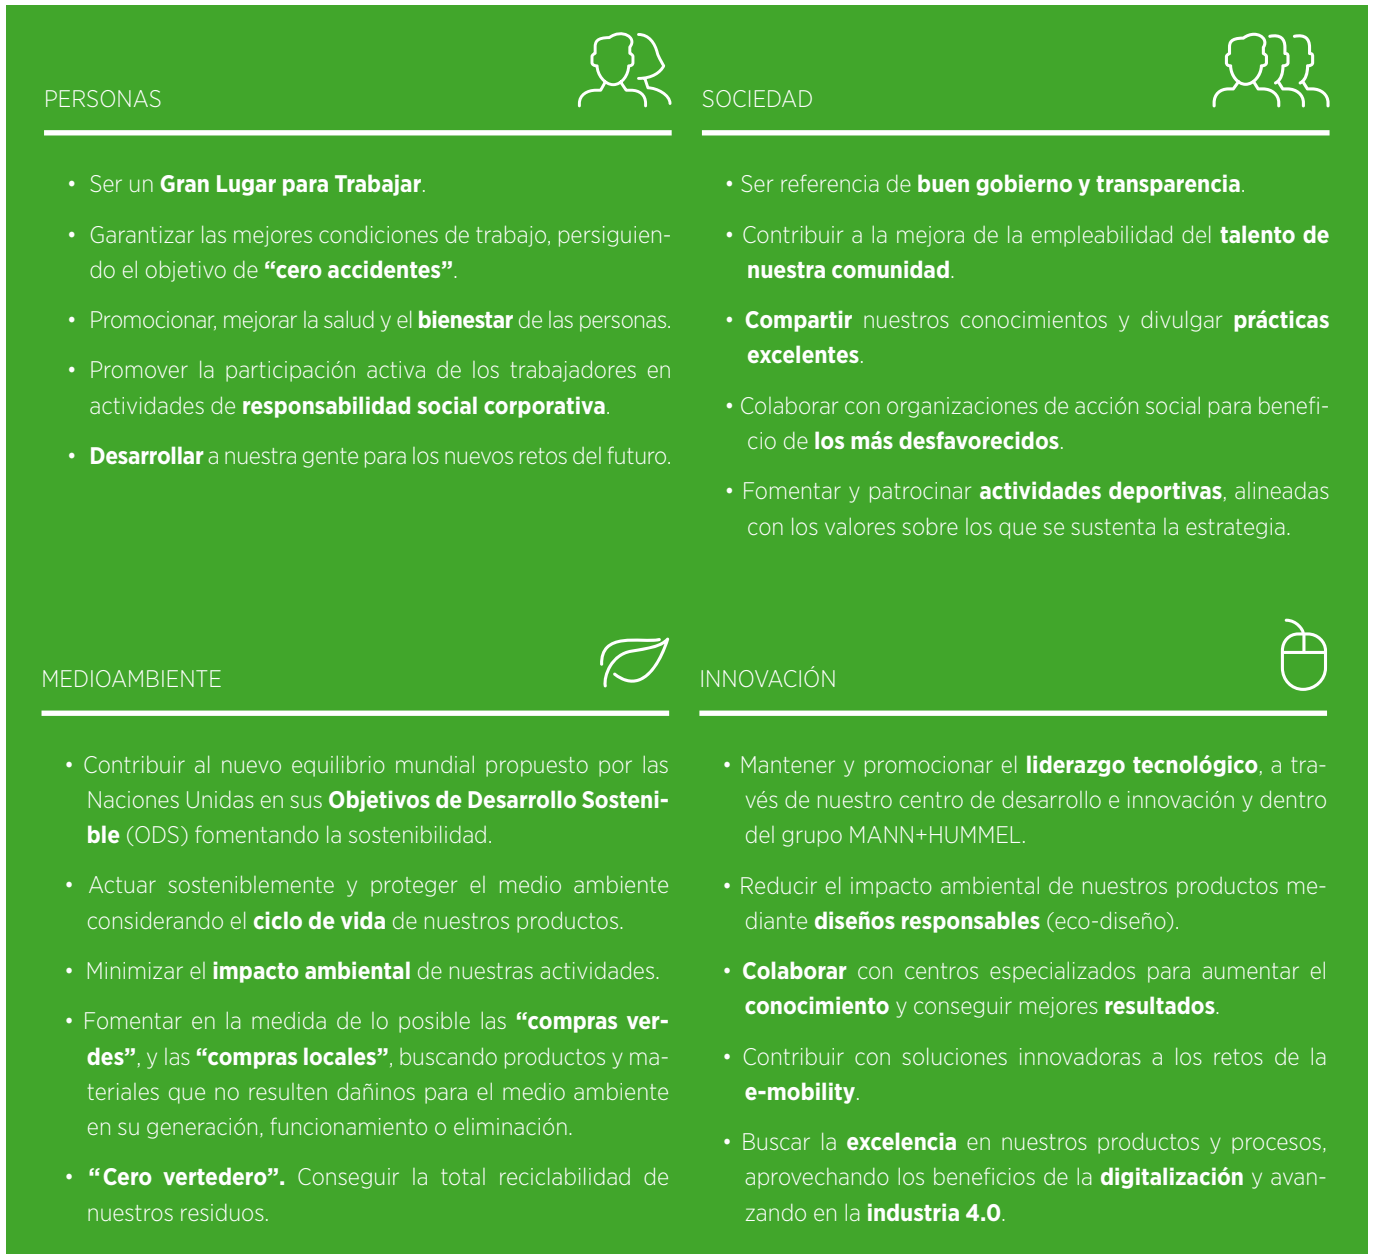 PERSONAS
• Ser un Gran Lugar para Trabajar.
• Garantizar las mejores condiciones de trabajo, persiguien-
do el objetivo de “cero accidentes”.
• Promocionar, mejorar la salud y el bienestar de las personas.
• Promover la participación activa de los trabajadores en
actividades de responsabilidad social corporativa.
• Desarrollar a nuestra gente para los nuevos retos del futuro.
SOCIEDAD
• Ser referencia de buen gobierno y transparencia.
• Contribuir a la mejora de la empleabilidad del talento de
nuestra comunidad.
• Compartir nuestros conocimientos y divulgar prácticas
excelentes.
• Colaborar con organizaciones de acción social para benefi-
cio de los más desfavorecidos.
• Fomentar y patrocinar actividades deportivas, alineadas
con los valores sobre los que se sustenta la estrategia.
MEDIOAMBIENTE
• Contribuir al nuevo equilibrio mundial propuesto por las
Naciones Unidas en sus Objetivos de Desarrollo Sosteni-
ble (ODS) fomentando la sostenibilidad.
• Actuar sosteniblemente y proteger el medio ambiente
considerando el ciclo de vida de nuestros productos.
• Minimizar el impacto ambiental de nuestras actividades.
• Fomentar en la medida de lo posible las “compras ver-
des”, y las “compras locales”, buscando productos y ma-
teriales que no resulten dañinos para el medio ambiente
en su generación, funcionamiento o eliminación.
• “Cero vertedero”. Conseguir la total reciclabilidad de
nuestros residuos.
INNOVACIÓN
• Mantener y promocionar el liderazgo tecnológico, a tra-
vés de nuestro centro de desarrollo e innovación y dentro
del grupo MANN+HUMMEL.
• Reducir el impacto ambiental de nuestros productos me-
diante diseños responsables (eco-diseño).
• Colaborar con centros especializados para aumentar el
conocimiento y conseguir mejores resultados.
• Contribuir con soluciones innovadoras a los retos de la
e-mobility.
• Buscar la excelencia en nuestros productos y procesos,
aprovechando los beneficios de la digitalización y avan-
zando en la industria 4.0.